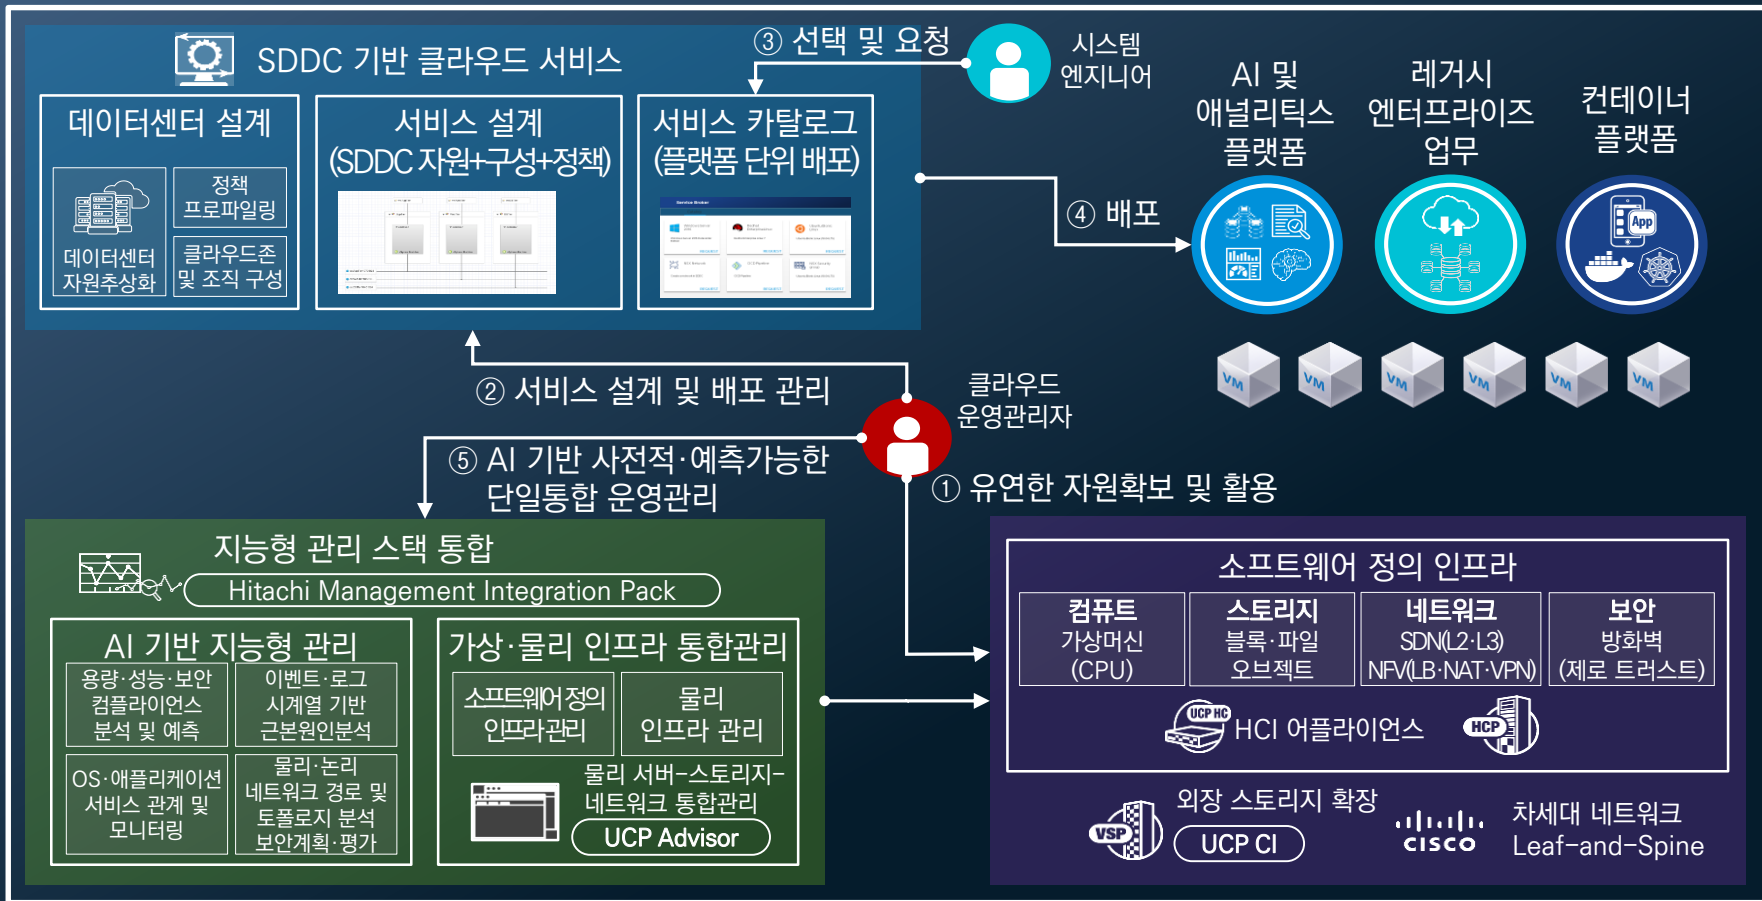 SDDC 기반 클라우드 서비스
데이터센터 설계
데이터센터
자원추상화
정책
프로파일링
클라우드존
및 조직 구성
서비스 설계
(SDDC 자원+구성+정책)
서비스 카탈로그
(플랫폼 단위 배포)
Service Broker
③ 선택 및 요청
시스템
엔지니어
④ 배포
AI 및
애널리틱스
플랫폼
레거시
엔터프라이즈
업무
컨테이너
플랫폼
App
VM
VM
VM
VM
VM
VM
② 서비스 설계 및 배포 관리
클라우드
운영관리자
⑤ AI 기반 사전적·예측가능한
단일통합 운영관리
① 유연한 자원확보 및 활용
지능형 관리 스택 통합
Hitachi Management Integration Pack
AI 기반 지능형 관리
용량·성능·보안
컴플라이언스
분석 및 예측
이벤트·로그
시계열 기반
근본원인분석
OS·애플리케이션
서비스 관계 및
모니터링
물리·논리
네트워크 경로 및
토폴로지 분석
보안계획·평가
가상·물리 인프라 통합관리
소프트웨어 정의
인프라 관리
물리
인프라 관리
물리 서버-스토리지-
네트워크 통합관리
UCP Advisor
소프트웨어 정의 인프라
컴퓨트
가상머신
(CPU)
스토리지
블록·파일
오브젝트
네트워크
SDN(L2·L3)
NFV(LB·NAT·VPN)
보안
방화벽
(제로 트러스트)
UCP HC
HCI 어플라이언스
HCP
VSP
외장 스토리지 확장
UCP CI
CISCO
차세대 네트워크
Leaf-and-Spine